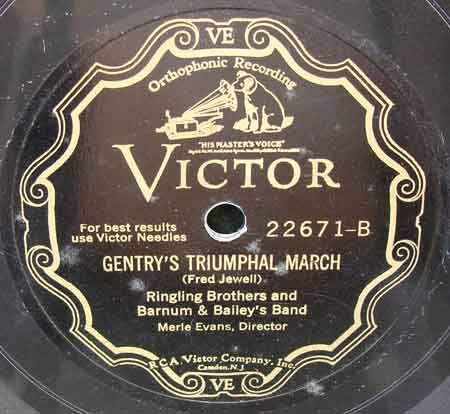 VE
Orthophonic Recording
"HIS MASTER'S VOICE"
VICTOR
For best results
use Victor Needles
22671-B
GENTRY'S TRIUMPHAL MARCH
(Fred Jewell)
Ringling Brothers and
Barnum & Bailey's Band
Merle Evans, Director
RCA Victor Company, Inc.
Camden, N.J.
VE